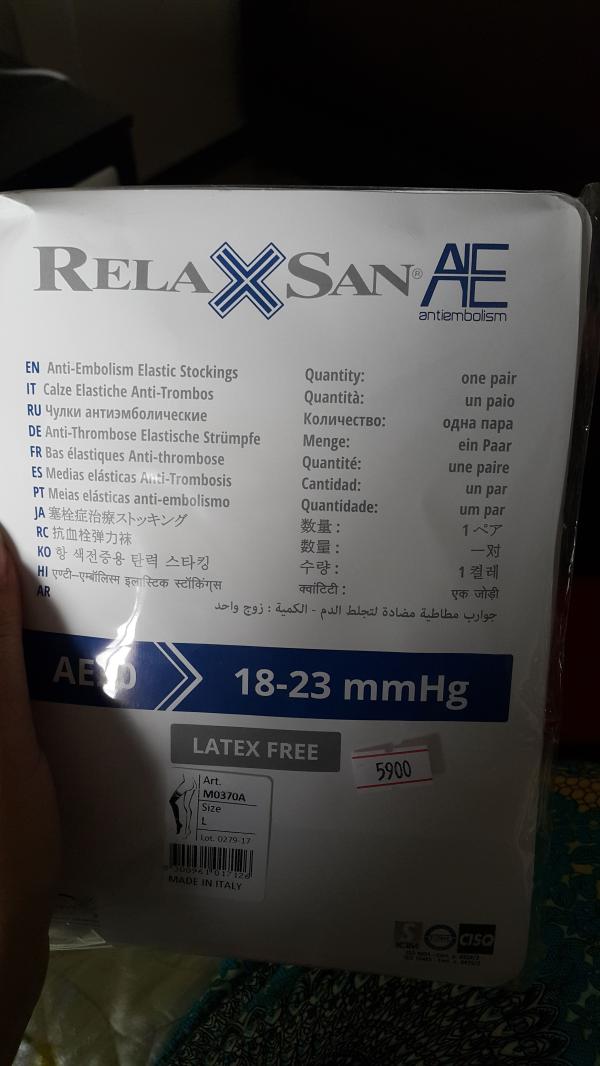 RELAXSAN® AE
antiembolism
EN Anti-Embolism Elastic Stockings Quantity: one pair
IT Calze Elastiche Anti-Trombos Quantità: un paio
RU Чулки антиэмболические Количество: одна пара
DE Anti-Thrombose Elastische Strümpfe Menge: ein Paar
FR Bas élastiques Anti-thrombose Quantité: une paire
ES Medias elásticas Anti-Trombosis Cantidad: un par
PT Meias elásticas anti-embolismo Quantidade: um par
JA 塞栓症治療ストッキング 数量 : 1 ペア
RC 抗血栓弹力袜 数量 : 一对
KO 항 색전중용 탄력 스타킹 수량 : 1 켤레
HI एण्टी–एम्बॉलिस्म इलास्टिक स्टॉकिंग्स क्वांटिटी : एक जोड़ी
AR جوارب مطاطية مضادة لتجلط الدم - الكمية : زوج واحد
18-23 mmHg
LATEX FREE
5900
Art.
M0370A
Size
L
Lot. 0279-17
MADE IN ITALY
CISQ